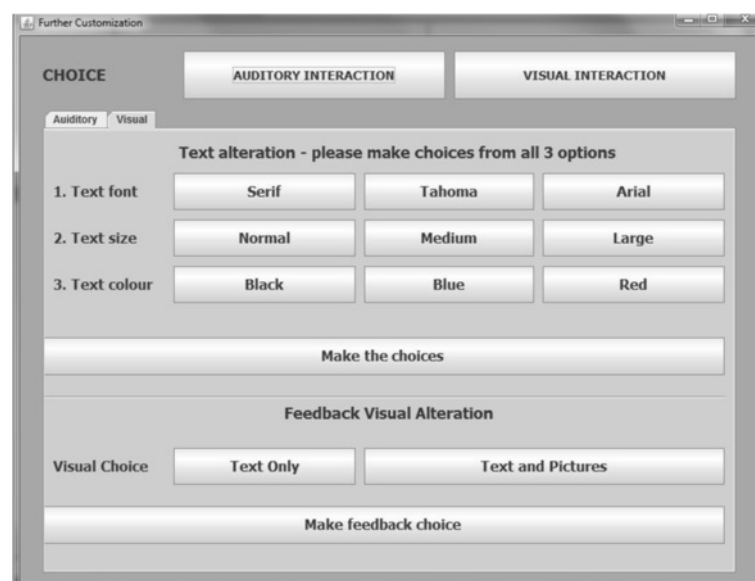 Further Customization
CHOICE AUDITORY INTERACTION VISUAL INTERACTION
Auiditory Visual
Text alteration - please make choices from all 3 options
1. Text font Serif Tahoma Arial
2. Text size Normal Medium Large
3. Text colour Black Blue Red
Make the choices
Feedback Visual Alteration
Visual Choice Text Only Text and Pictures
Make feedback choice